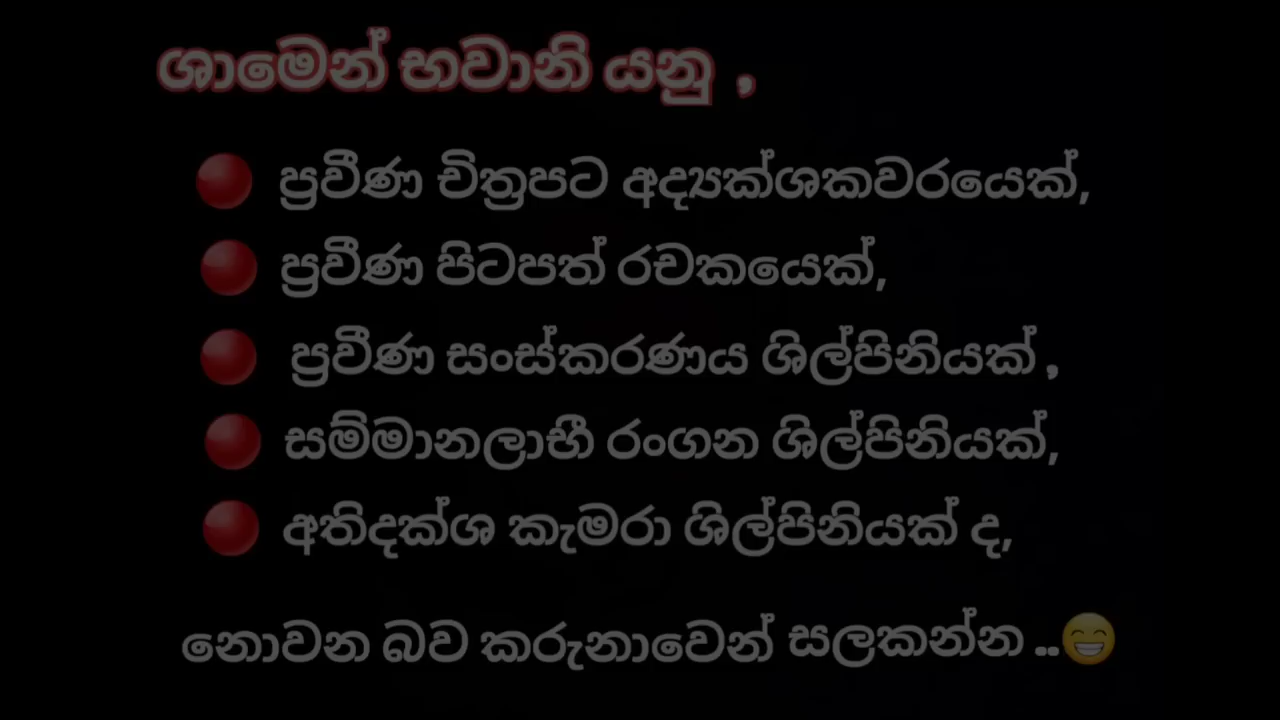 ශාමෙන් භවානි යනු ,
ප්‍රවීණ චිත්‍රපට අද්‍යක්ශකවරයෙක්,
ප්‍රවීණ පිටපත් රචකයෙක්,
ප්‍රවීණ සංස්කරණය ශිල්පිනියක් ,
සම්මානලාභී රංගන ශිල්පිනියක්,
අතිදක්ශ කැමරා ශිල්පිනියක් ද,
නොවන බව කරුනාවෙන් සලකන්න ..😁